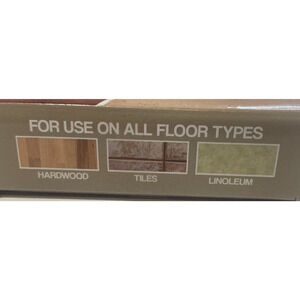 FOR USE ON ALL FLOOR TYPES
HARDWOOD TILES LINOLEUM